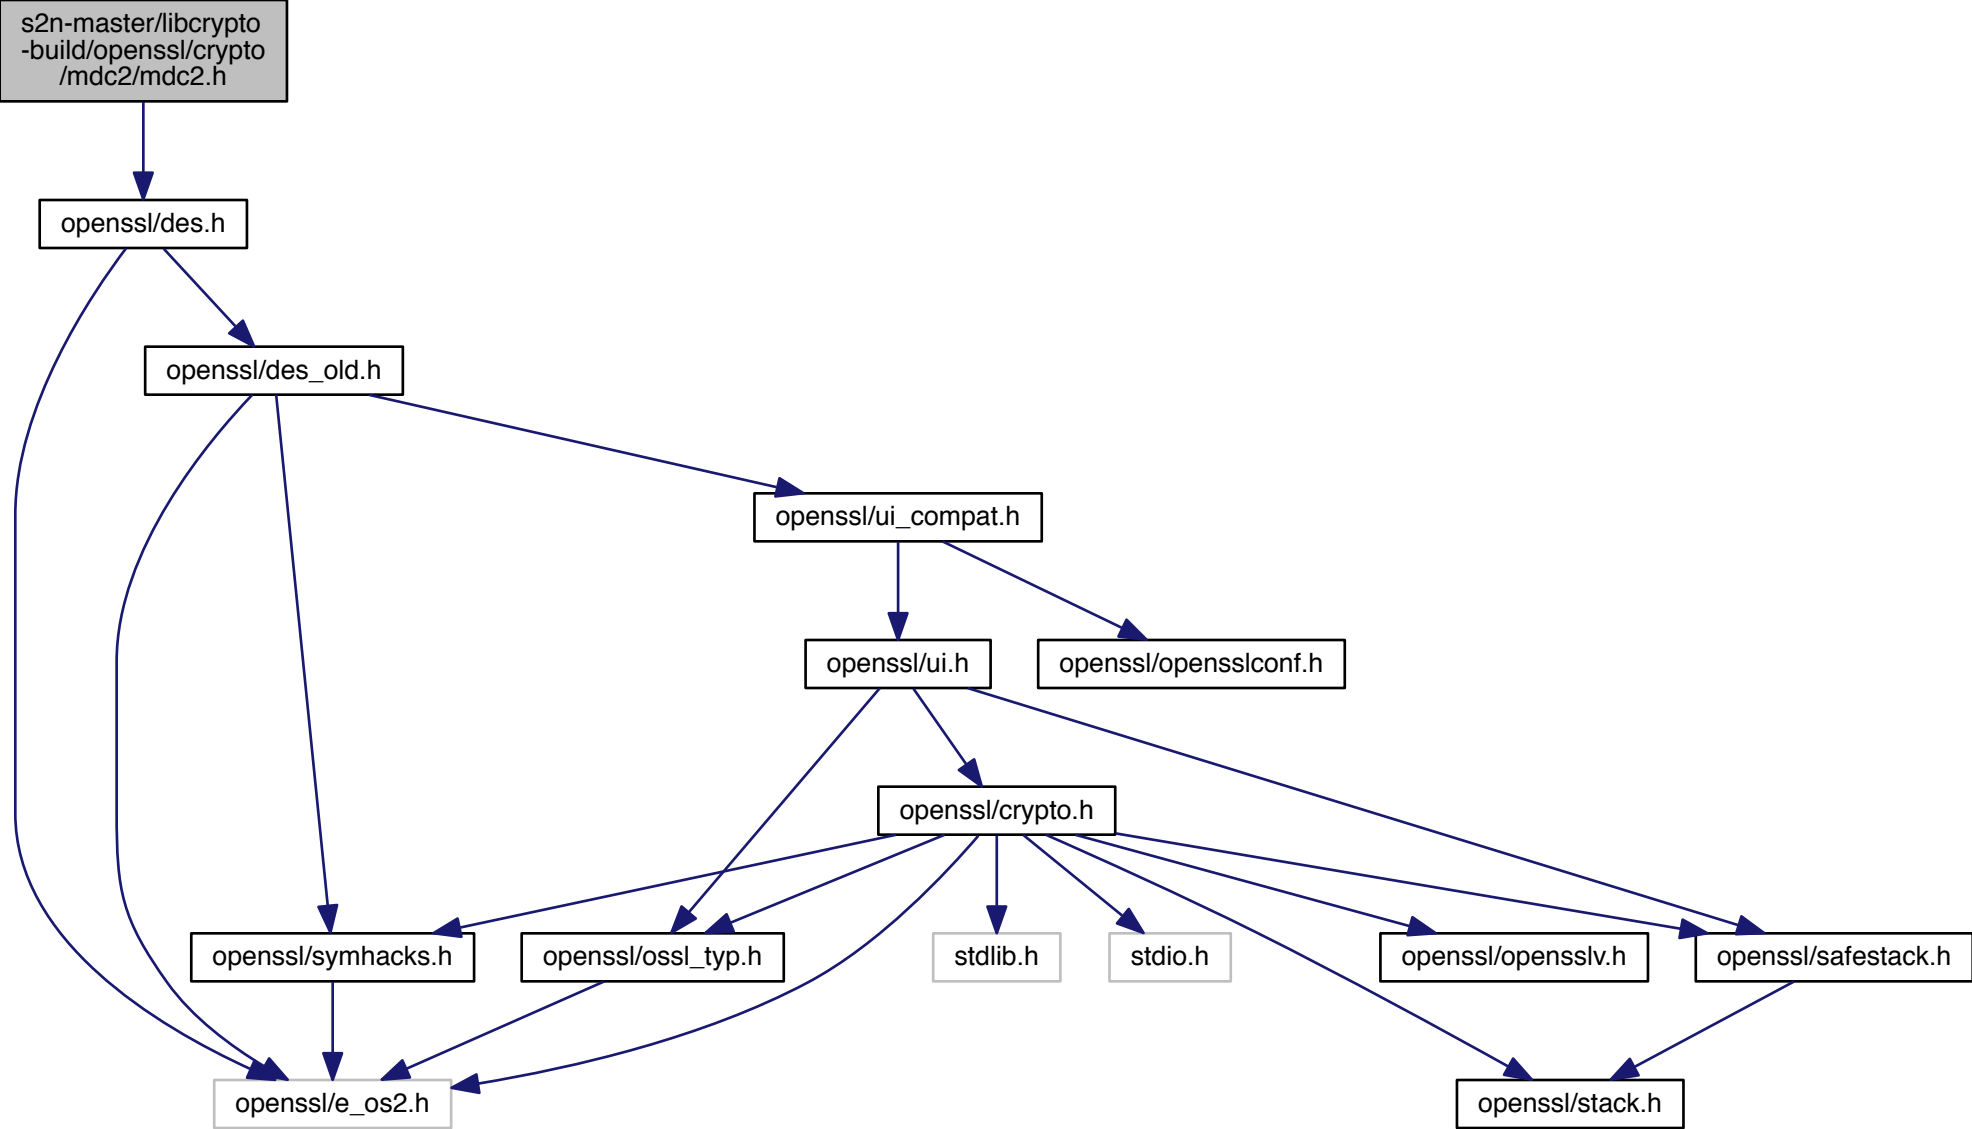 s2n-master/libcrypto
-build/openssl/crypto
/mdc2/mdc2.h
openssl/des.h
openssl/des_old.h
openssl/ui_compat.h
openssl/ui.h
openssl/opensslconf.h
openssl/crypto.h
openssl/symhacks.h
openssl/ossl_typ.h
stdlib.h
stdio.h
openssl/opensslv.h
openssl/safestack.h
openssl/e_os2.h
openssl/stack.h